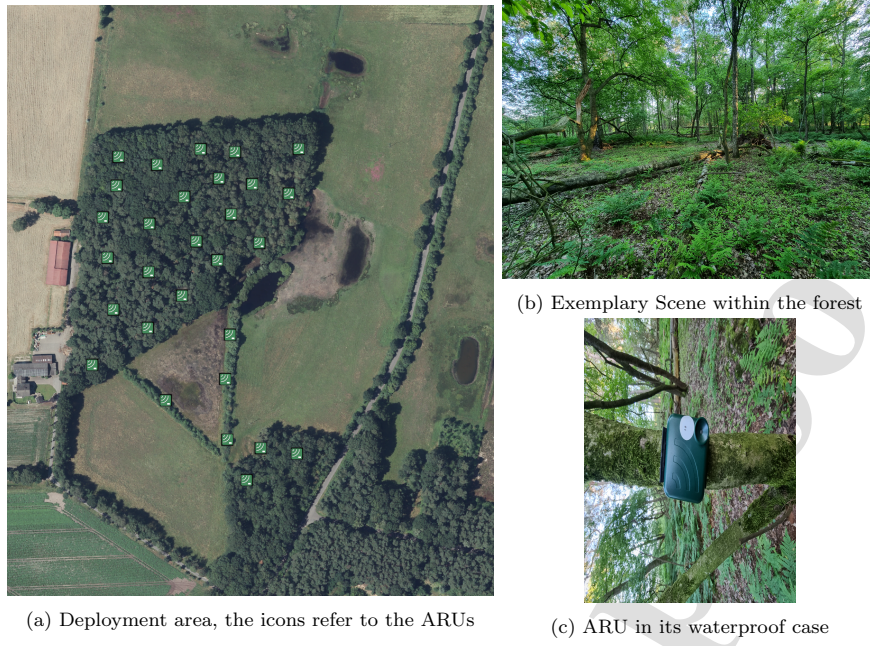 (a) Deployment area, the icons refer to the ARUs
(b) Exemplary Scene within the forest
(c) ARU in its waterproof case